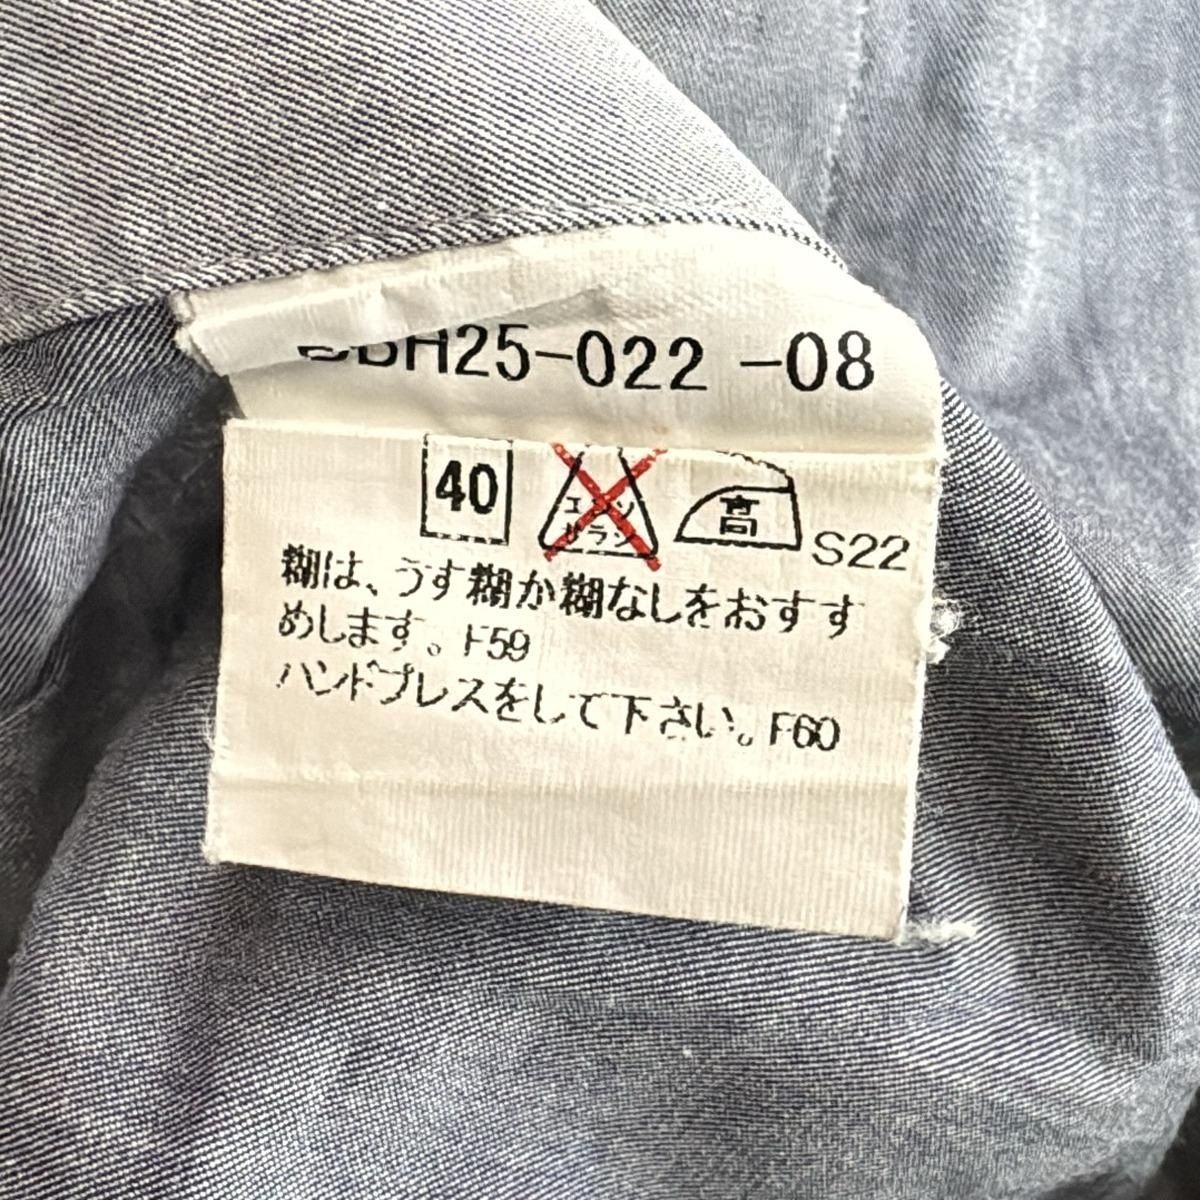 BH25-022 -08
40 エンソ サラシ 高 S22
糊は、うす糊か糊なしをおすす
めします。F59
ハンドプレスをして下さい。F60